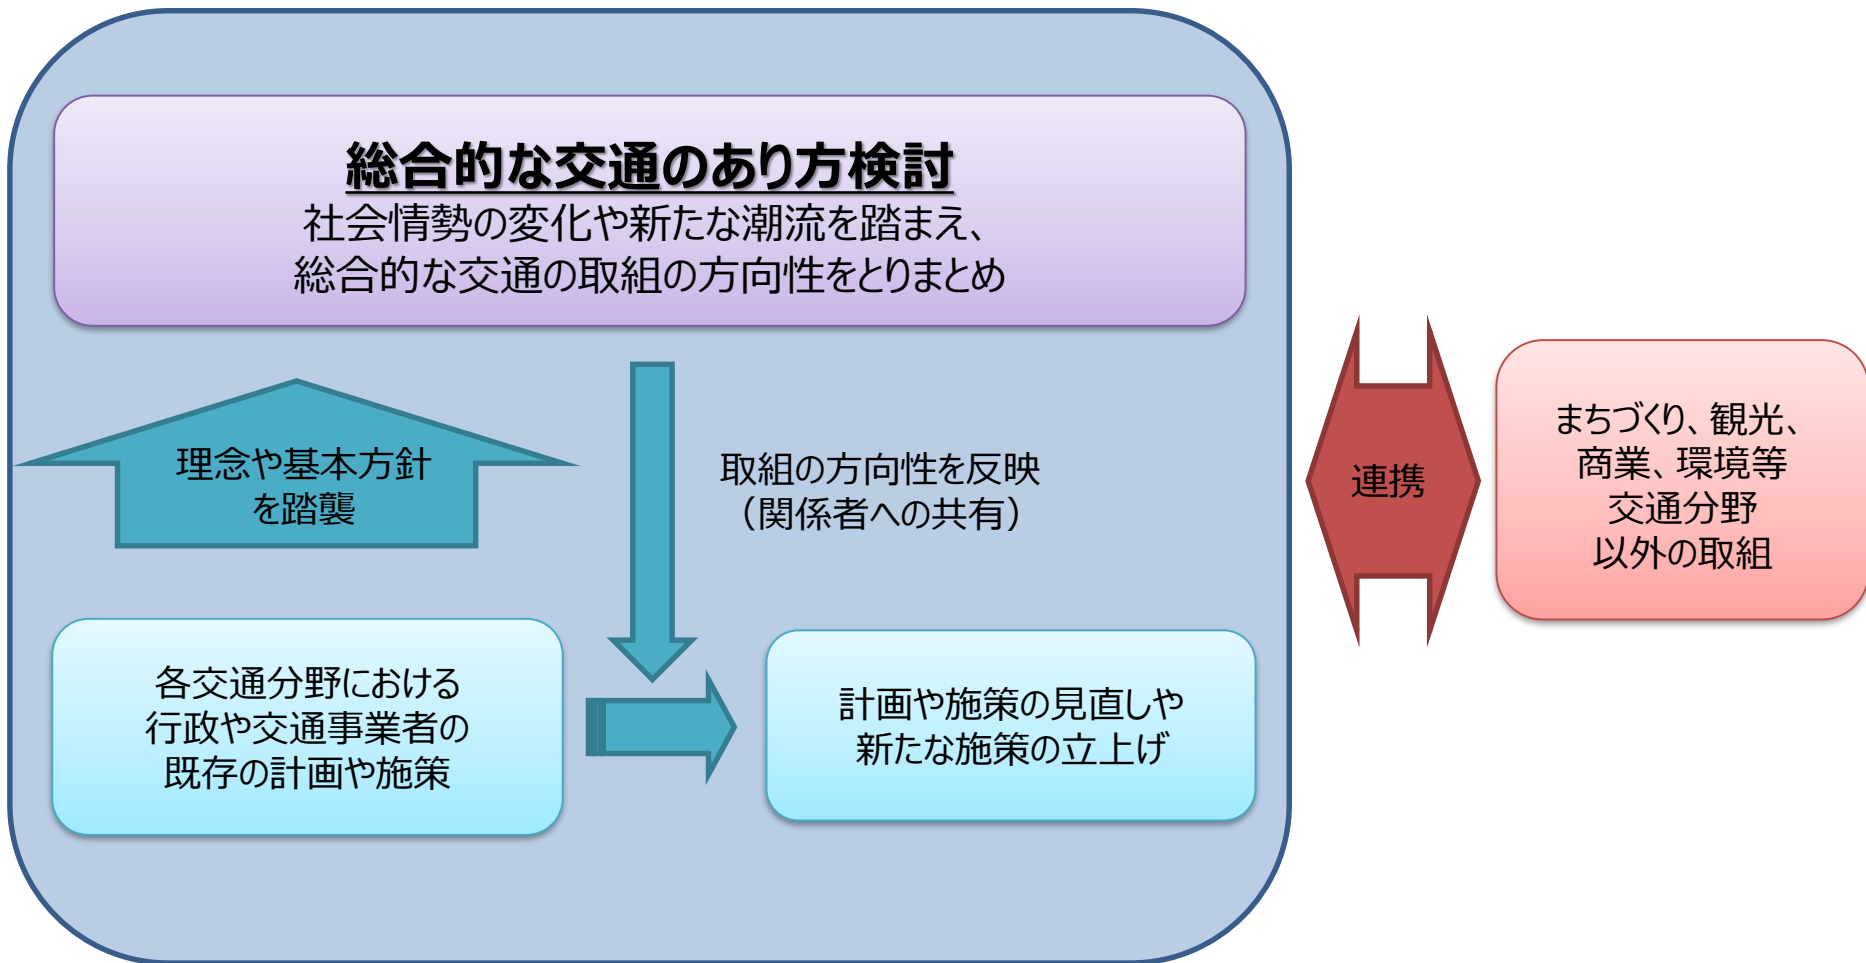 総合的な交通のあり方検討
社会情勢の変化や新たな潮流を踏まえ、
総合的な交通の取組の方向性をとりまとめ
理念や基本方針
を踏襲
取組の方向性を反映
（関係者への共有）
各交通分野における
行政や交通事業者の
既存の計画や施策
計画や施策の見直しや
新たな施策の立上げ
連携
まちづくり、観光、
商業、環境等
交通分野
以外の取組